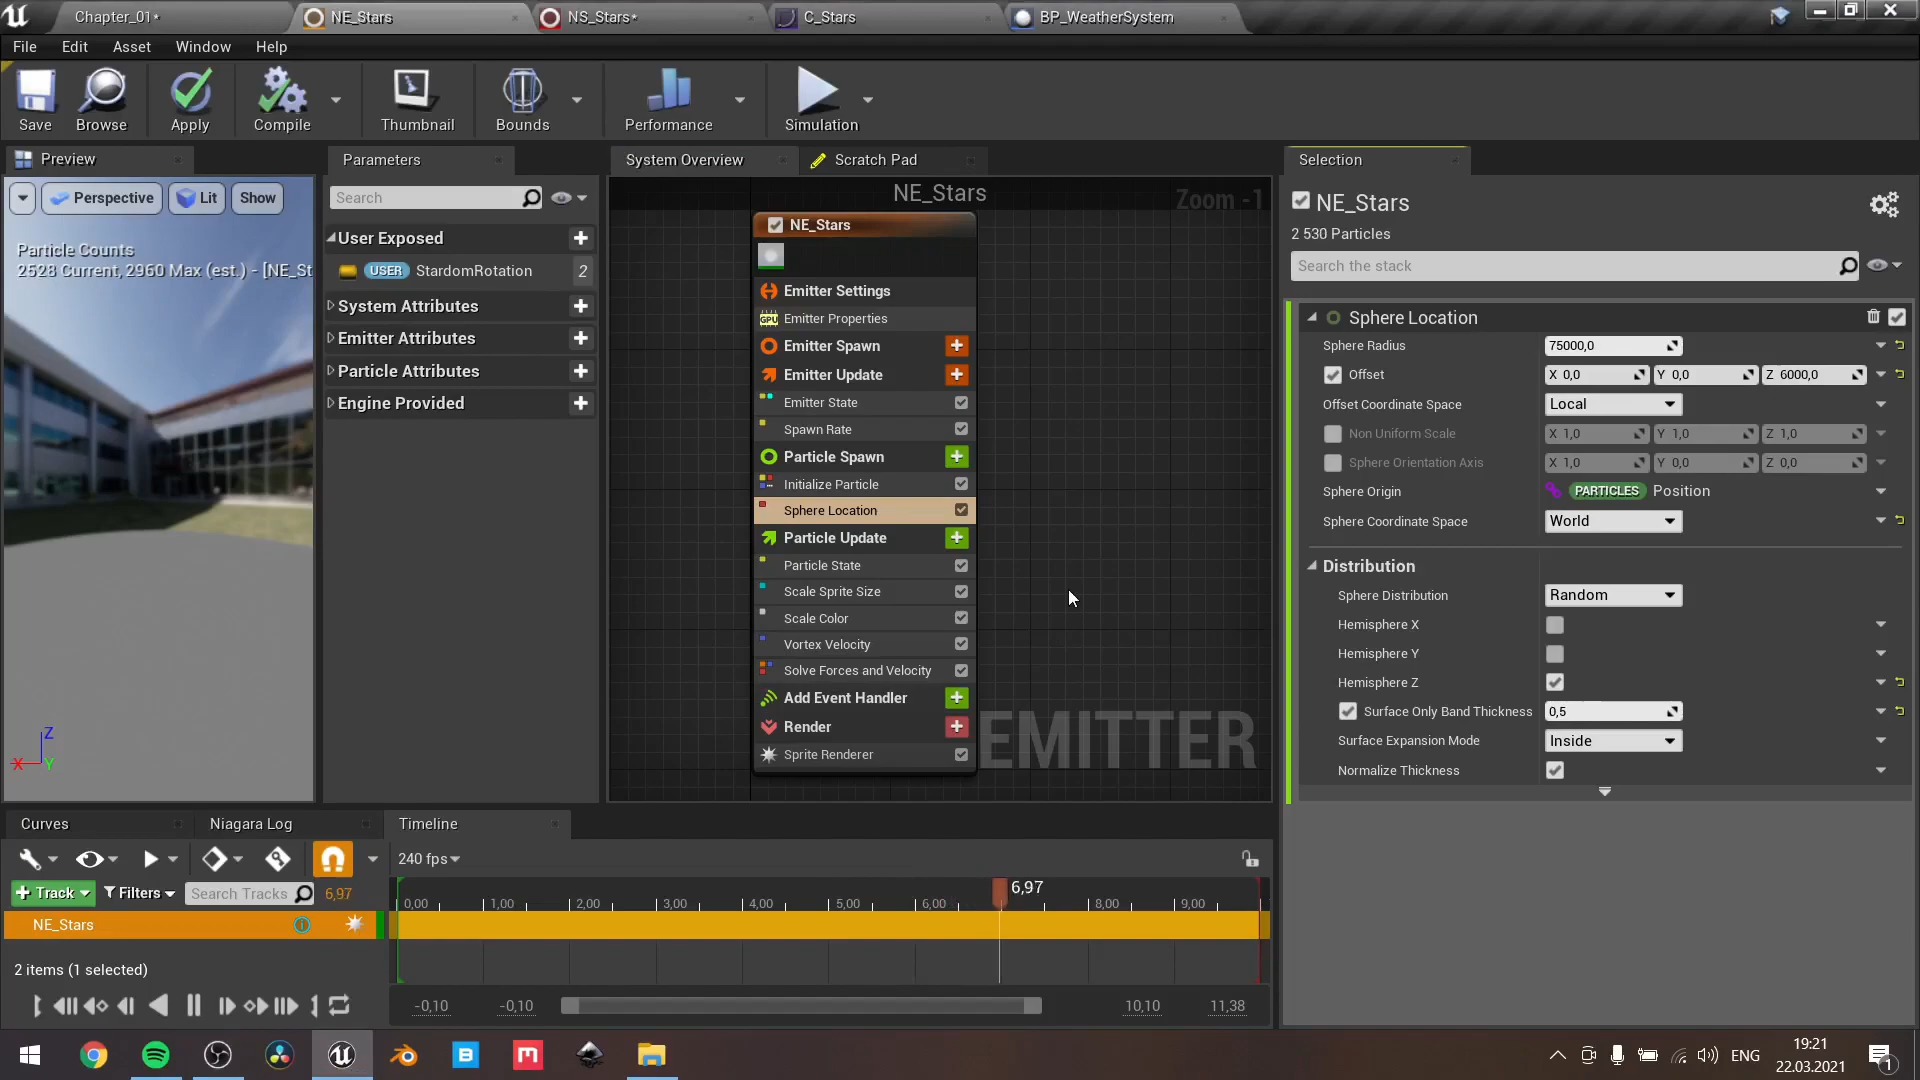 Chapter_01*
NE_Stars
NS_Stars*
C_Stars
BP_WeatherSystem
File Edit Asset Window Help
Save
Browse
Apply
Compile
Thumbnail
Bounds
Performance
Simulation
Preview
Perspective
Lit
Show
Particle Counts
2528 Current, 2960 Max (est.) - [NE_St
Z
X
Y
Parameters
Search
User Exposed
USER StardomRotation 2
System Attributes
Emitter Attributes
Particle Attributes
Engine Provided
System Overview
Scratch Pad
NE_Stars
Zoom -1
NE_Stars
Emitter Settings
GPU Emitter Properties
Emitter Spawn
Emitter Update
Emitter State
Spawn Rate
Particle Spawn
Initialize Particle
Sphere Location
Particle Update
Particle State
Scale Sprite Size
Scale Color
Vortex Velocity
Solve Forces and Velocity
Add Event Handler
Render
Sprite Renderer
EMITTER
Selection
NE_Stars
2 530 Particles
Search the stack
Sphere Location
Sphere Radius 75000,0
Offset X 0,0 Y 0,0 Z 6000,0
Offset Coordinate Space Local
Non Uniform Scale X 1,0 Y 1,0 Z 1,0
Sphere Orientation Axis X 1,0 Y 0,0 Z 0,0
Sphere Origin PARTICLES Position
Sphere Coordinate Space World
Distribution
Sphere Distribution Random
Hemisphere X
Hemisphere Y
Hemisphere Z
Surface Only Band Thickness 0,5
Surface Expansion Mode Inside
Normalize Thickness
Curves
Niagara Log
Timeline
240 fps
Track
Filters
Search Tracks
6,97
6,97
0,00 1,00 2,00 3,00 4,00 5,00 6,00 8,00 9,00
NE_Stars
2 items (1 selected)
-0,10 -0,10 10,10 11,38
B
ENG
19:21
22.03.2021
1